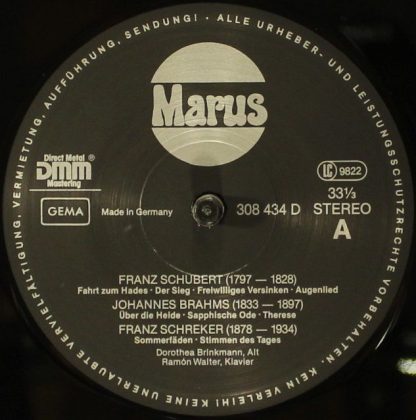 ALLE URHEBER- UND LEISTUNGSSCHUTZRECHTE VORBEHALTEN. KEIN VERLEIH! KEINE UNERLAUBTE VERVIELFÄLTIGUNG, VERMIETUNG, AUFFÜHRUNG, SENDUNG! ·
Marus
Direct Metal ®
DMM
Mastering
LC 9822
33⅓
GEMA
Made in Germany
308 434 D
STEREO
A
FRANZ SCHUBERT (1797 — 1828)
Fahrt zum Hades · Der Sieg · Freiwilliges Versinken · Augenlied
JOHANNES BRAHMS (1833 — 1897)
Über die Heide · Sapphische Ode · Therese
FRANZ SCHREKER (1878 — 1934)
Sommerfäden · Stimmen des Tages
Dorothea Brinkmann, Alt
Ramón Walter, Klavier